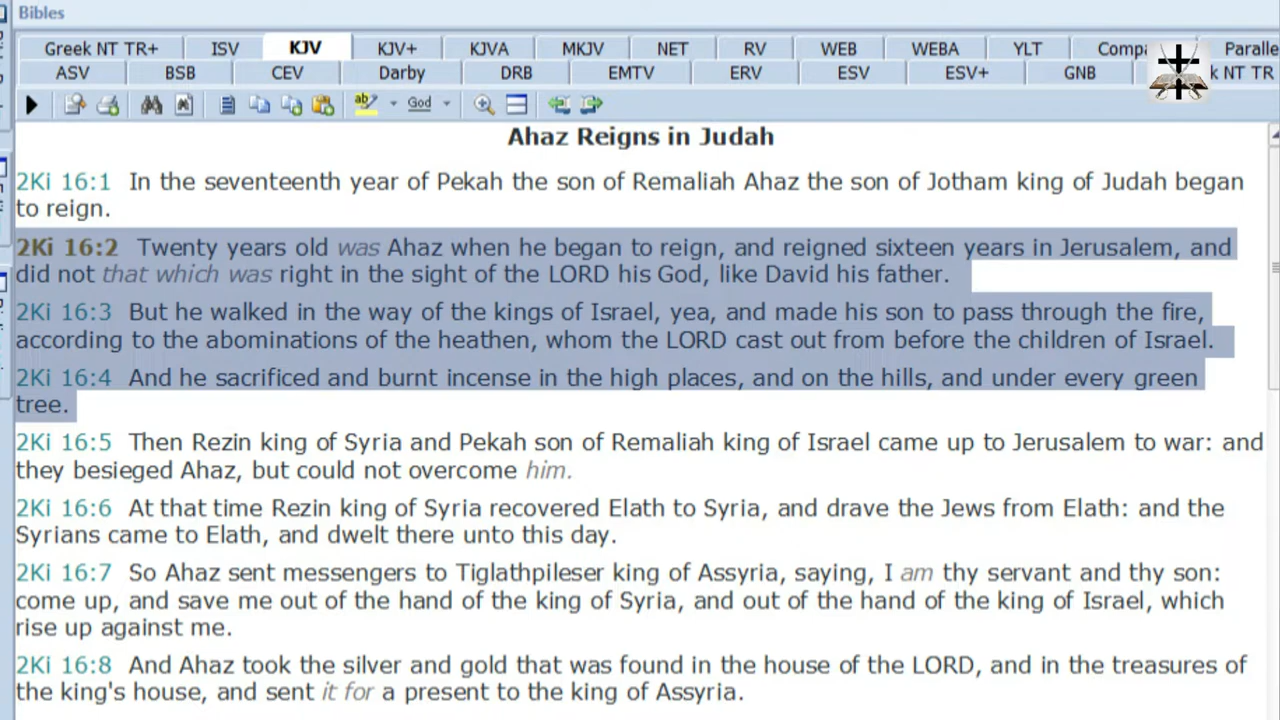 Bibles
Greek NT TR+ ISV KJV KJV+ KJVA MKJV NET RV WEB WEBA YLT Compa Paralle
ASV BSB CEV Darby DRB EMTV ERV ESV ESV+ GNB k NT TR
God
Ahaz Reigns in Judah
2Ki 16:1 In the seventeenth year of Pekah the son of Remaliah Ahaz the son of Jotham king of Judah began
to reign.
2Ki 16:2 Twenty years old was Ahaz when he began to reign, and reigned sixteen years in Jerusalem, and
did not that which was right in the sight of the LORD his God, like David his father.
2Ki 16:3 But he walked in the way of the kings of Israel, yea, and made his son to pass through the fire,
according to the abominations of the heathen, whom the LORD cast out from before the children of Israel.
2Ki 16:4 And he sacrificed and burnt incense in the high places, and on the hills, and under every green
tree.
2Ki 16:5 Then Rezin king of Syria and Pekah son of Remaliah king of Israel came up to Jerusalem to war: and
they besieged Ahaz, but could not overcome him.
2Ki 16:6 At that time Rezin king of Syria recovered Elath to Syria, and drave the Jews from Elath: and the
Syrians came to Elath, and dwelt there unto this day.
2Ki 16:7 So Ahaz sent messengers to Tiglathpileser king of Assyria, saying, I am thy servant and thy son:
come up, and save me out of the hand of the king of Syria, and out of the hand of the king of Israel, which
rise up against me.
2Ki 16:8 And Ahaz took the silver and gold that was found in the house of the LORD, and in the treasures of
the king's house, and sent it for a present to the king of Assyria.